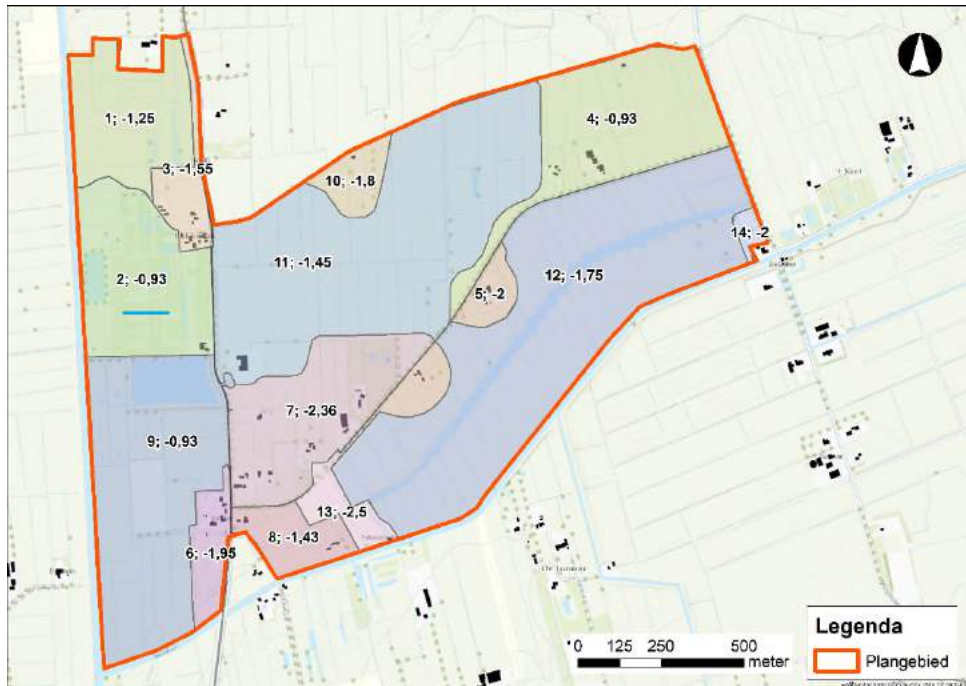 1; -1,25
4; -0,93
3; -1,55
10; -1,8
't Nest
14; -2
11; -1,45
12; -1,75
2; -0,93
5; -2
7; -2,36
9; -0,93
13; -2,5
8; -1,43
6; -1,95
Legenda
Plangebied
0 125 250 500
meter